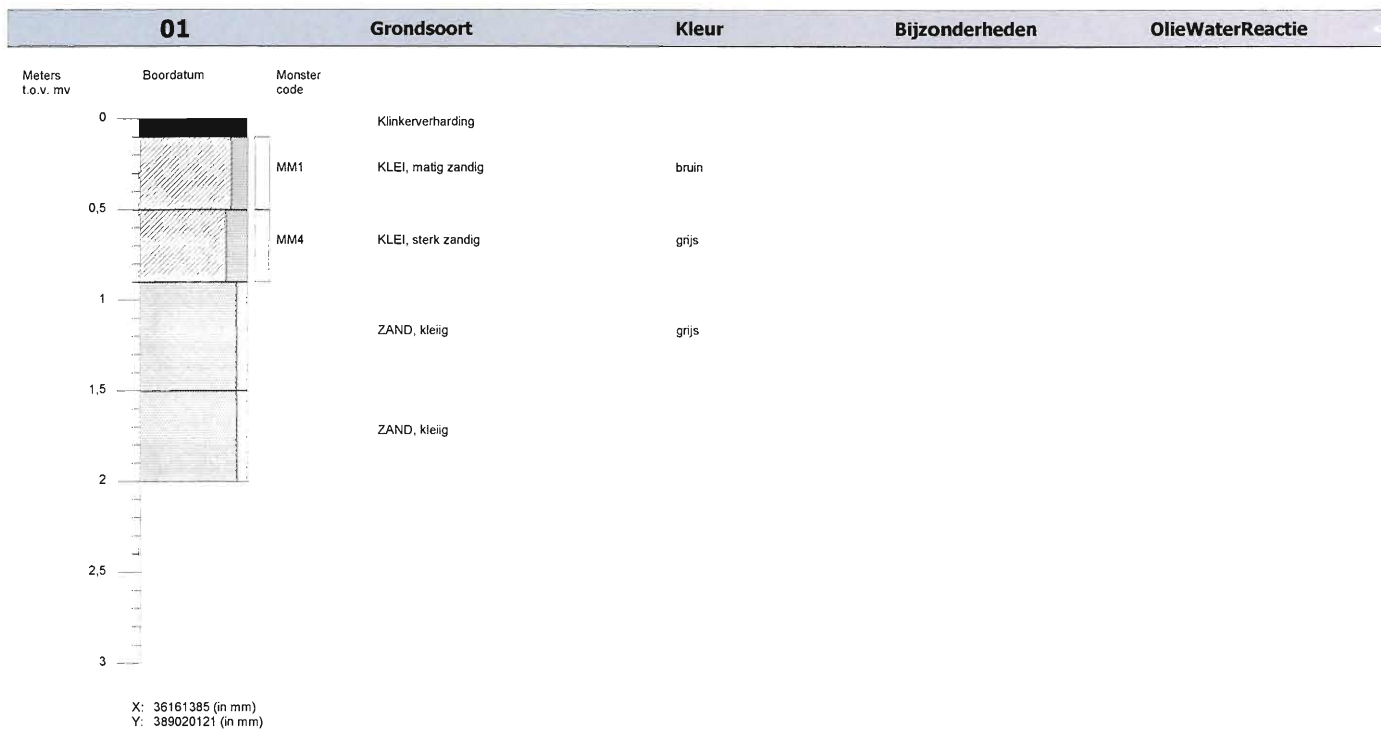 01 Grondsoort Kleur Bijzonderheden OlieWaterReactie
Meters t.o.v. mv Boordatum Monster code
0 Klinkerverharding
MM1 KLEI, matig zandig bruin
0,5
MM4 KLEI, sterk zandig grijs
1
ZAND, kleiig grijs
1,5
ZAND, kleiig
2
2,5
3
X: 36161385 (in mm)
Y: 389020121 (in mm)